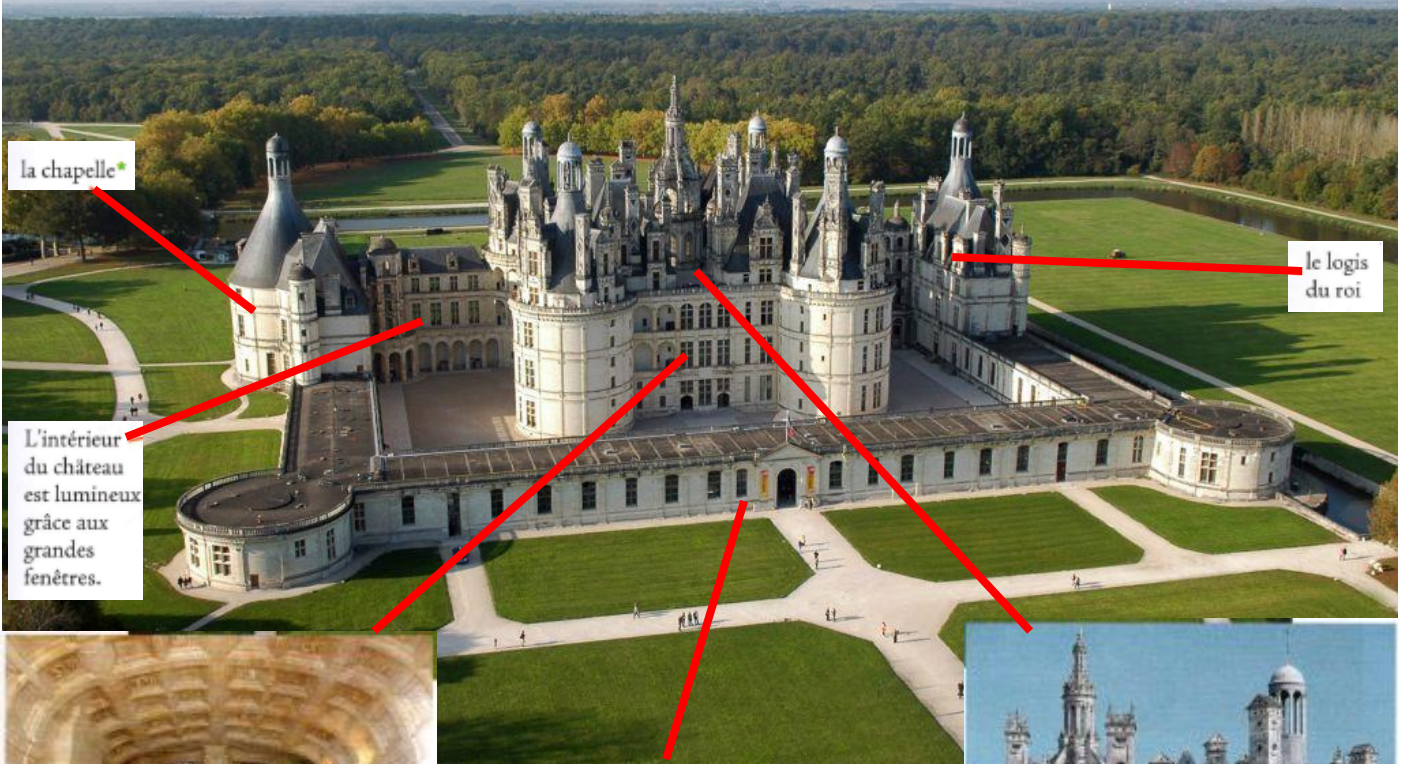 la chapelle*
le logis
du roi
L'intérieur
du château
est lumineux
grâce aux
grandes
fenêtres.